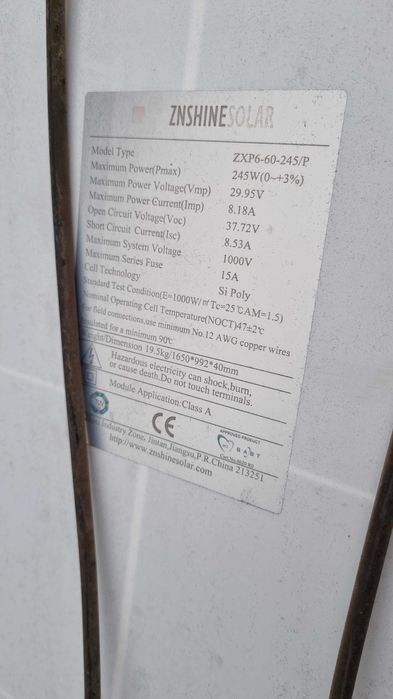 ZNSHINESOLAR
Model Type ZXP6-60-245/P
Maximum Power(Pmax) 245W(0~+3%)
Maximum Power Voltage(Vmp) 29.95V
Maximum Power Current(Imp) 8.18A
Open Circuit Voltage(Voc) 37.72V
Short Circuit Current(Isc) 8.53A
Maximum System Voltage 1000V
Maximum Series Fuse 15A
Cell Technology Si Poly
Standard Test Condition(E=1000W/㎡ Tc=25℃ AM=1.5)
Nominal Operating Cell Temperature(NOCT)47±2℃
For field connections,use minimum No.12 AWG copper wires
insulated for a minimum 90℃
Weight/Dimension 19.5kg/1650*992*40mm
Hazardous electricity can shock,burn,
or cause death.Do not touch terminals.
Module Application:Class A
CE
APPROVED PRODUCT
BABT
Industry Zone, Jintan,Jiangsu,P.R.China 213251
http://www.znshinesolar.com